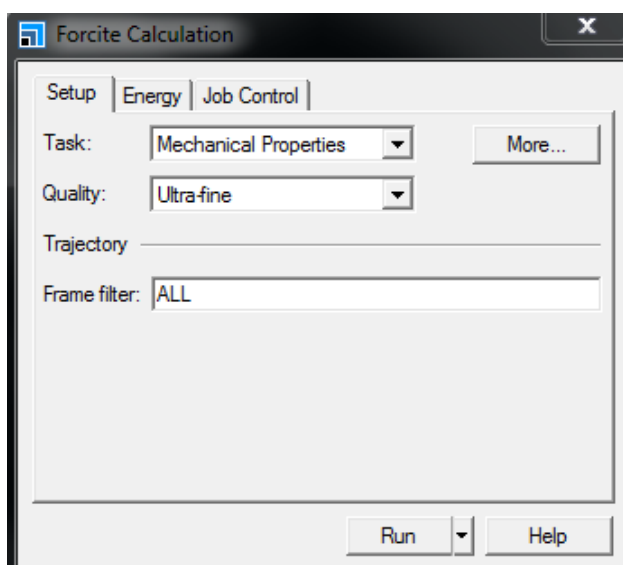 Forcite Calculation
X
Setup Energy Job Control
Task: Mechanical Properties More...
Quality: Ultra-fine
Trajectory
Frame filter: ALL
Run Help